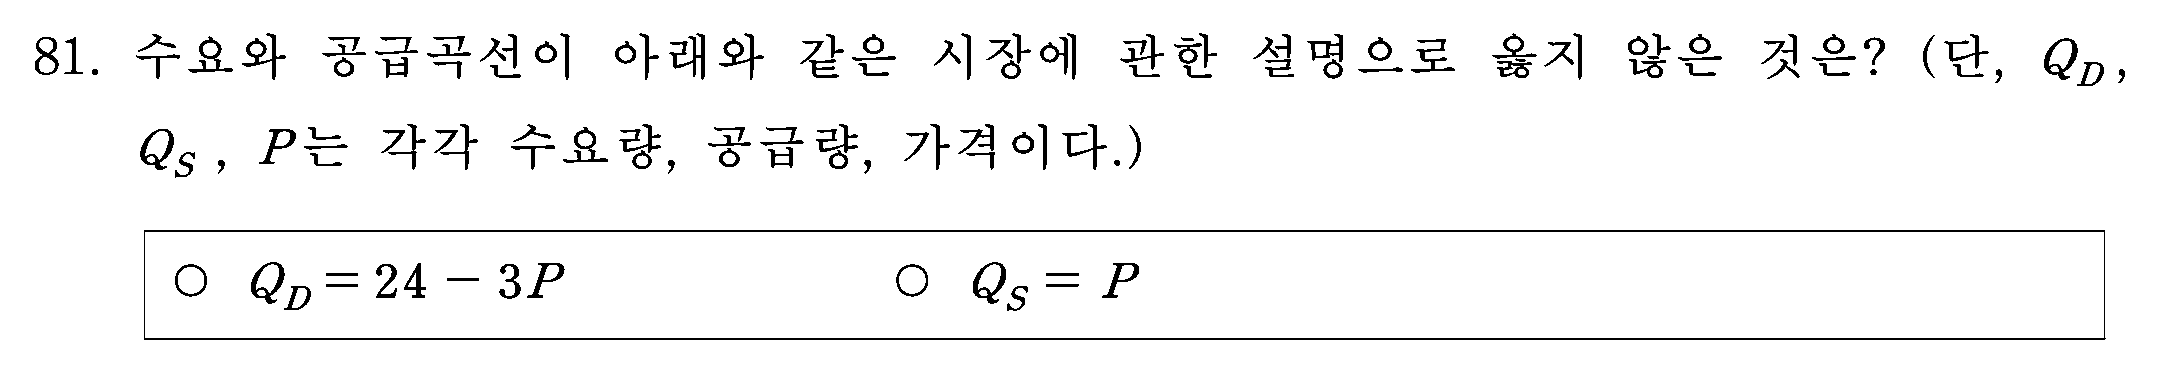 81. 수요와 공급곡선이 아래와 같은 시장에 관한 설명으로 옳지 않은 것은? (단, Q_D,
Q_S, P는 각각 수요량, 공급량, 가격이다.)
○ Q_D = 24 - 3P ○ Q_S = P